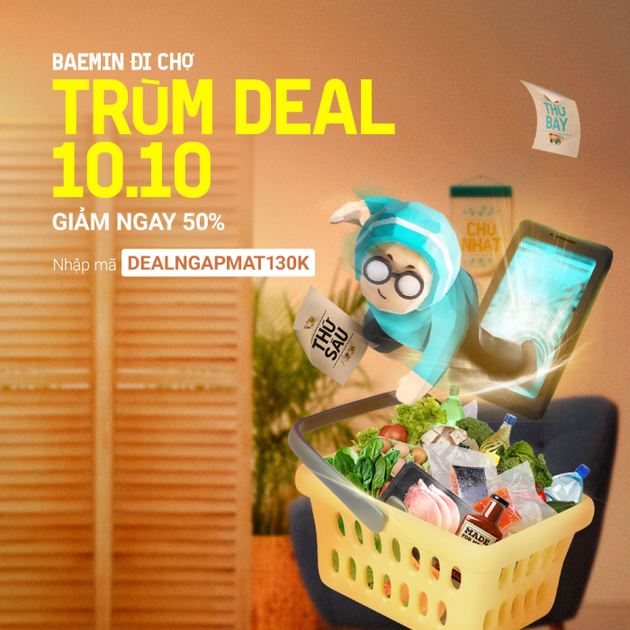 BAEMIN ĐI CHỢ
TRÙM DEAL
10.10
GIẢM NGAY 50%
Nhập mã DEALNGAPMAT130K
THỨ
BẢY
CHỦ
NHẬT
THỨ
SÁU
MADE